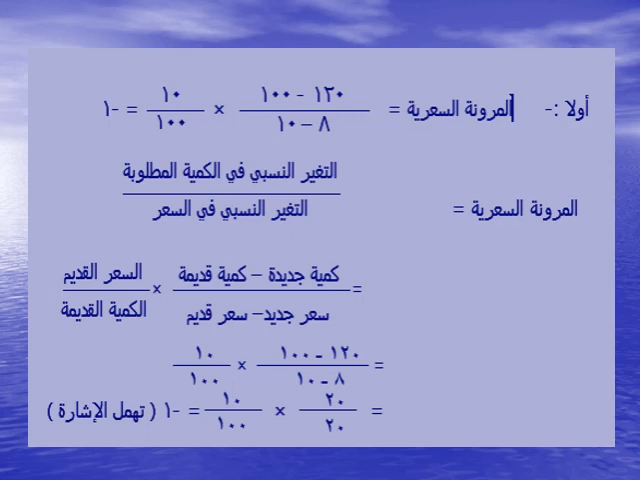 أولا :- المرونة السعرية = ١٢٠ - ١٠٠ × ١٠ = -١
٨ – ١٠ ١٠٠
التغير النسبي في الكمية المطلوبة
المرونة السعرية = التغير النسبي في السعر
= كمية جديدة – كمية قديمة × السعر القديم
سعر جديد– سعر قديم الكمية القديمة
= ١٢٠ - ١٠٠ × ١٠
٨ - ١٠ ١٠٠
= ٢٠ × ١٠ = -١ ( تهمل الإشارة )
٢٠ ١٠٠